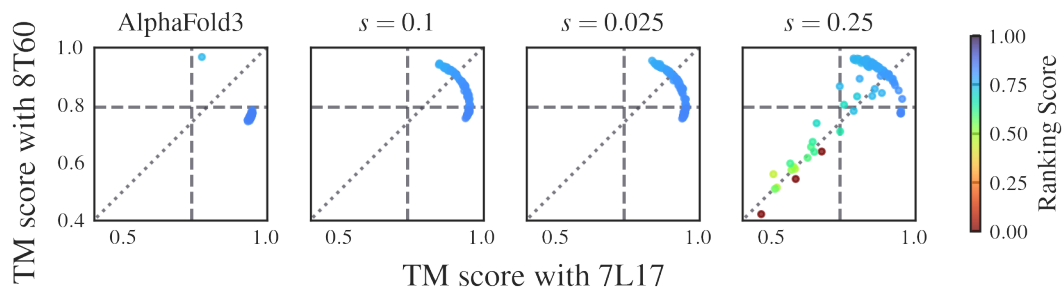 AlphaFold3
s = 0.1
s = 0.025
s = 0.25
TM score with 8T60
1.0
0.8
0.6
0.4
0.5
1.0
0.5
1.0
0.5
1.0
0.5
1.0
TM score with 7L17
1.00
0.75
0.50
0.25
0.00
Ranking Score